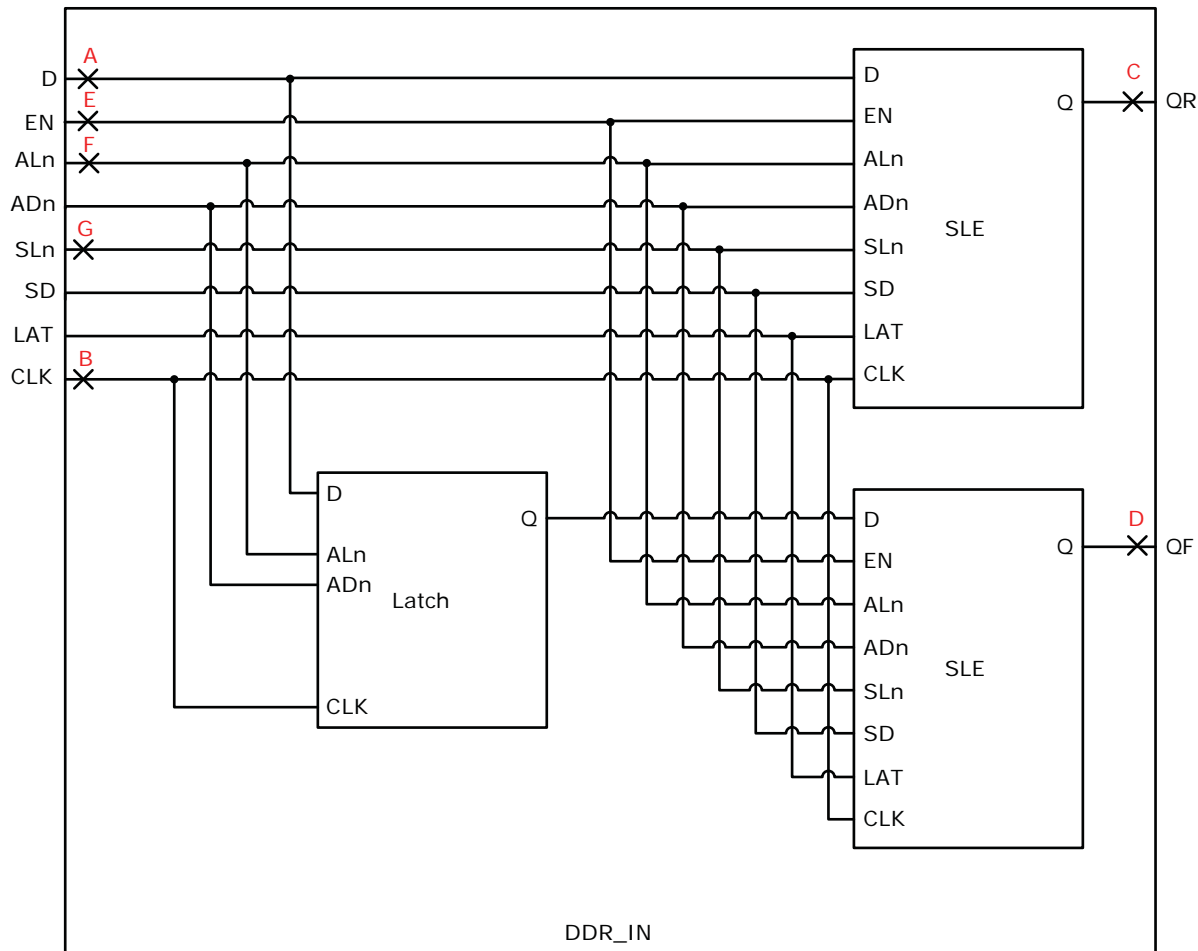 A
D
E
EN
F
ALn
ADn
G
SLn
SD
LAT
B
CLK
D
EN
ALn
ADn
SLn
SD
LAT
CLK
SLE
Q
C
QR
D
ALn
ADn
CLK
Latch
Q
D
EN
ALn
ADn
SLn
SD
LAT
CLK
SLE
Q
D
QF
DDR_IN